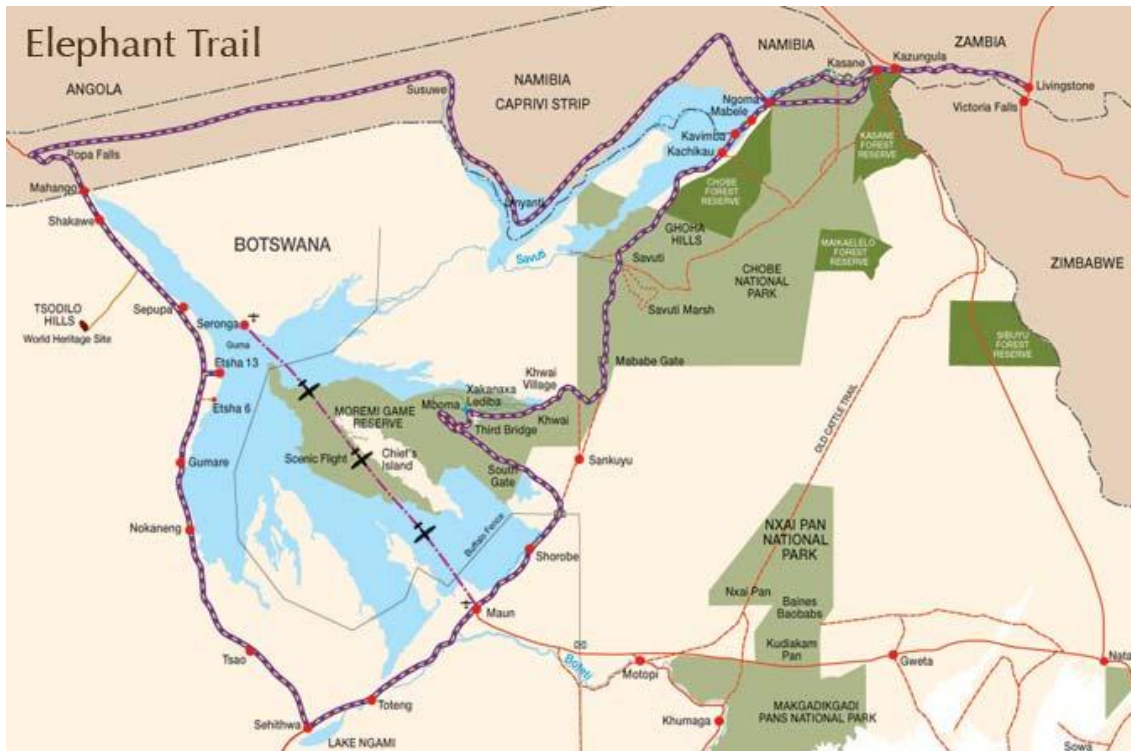 Elephant Trail
ANGOLA
NAMIBIA
CAPRIVI STRIP
NAMIBIA
ZAMBIA
Susuwe
Kasane
Kazungula
Livingstone
Victoria Falls
Ngoma
Mabele
Kavimba
Kachikau
KASANE
FOREST
RESERVE
CHOBE
FOREST
RESERVE
Popa Falls
Mahango
Shakawe
BOTSWANA
GHOHA
HILLS
MAIKAELELO
FOREST
RESERVE
ZIMBABWE
Savuti
Savuti
CHOBE
NATIONAL
PARK
Savuti Marsh
TSODILO
HILLS
World Heritage Site
Sepupa
Seronga
Guma
Etsha 13
Etsha 6
SIBUYU
FOREST
RESERVE
Mababe Gate
Khwai
Village
Xakanaxa
Lediba
Mboma
MOREMI GAME
RESERVE
Third Bridge
Khwai
OLD CATTLE TRAIL
Scenic Flight
Chief's
Island
South
Gate
Sankuyu
Gumare
Nokaneng
Buffalo Fence
Shorobe
NXAI PAN
NATIONAL
PARK
Nxai Pan
Baines
Baobabs
Kudiakam
Pan
Maun
Boteti
Motopi
Gweta
Nata
Tsao
Toteng
Sehithwa
LAKE NGAMI
Khumaga
MAKGADIKGADI
PANS NATIONAL PARK
Sowa